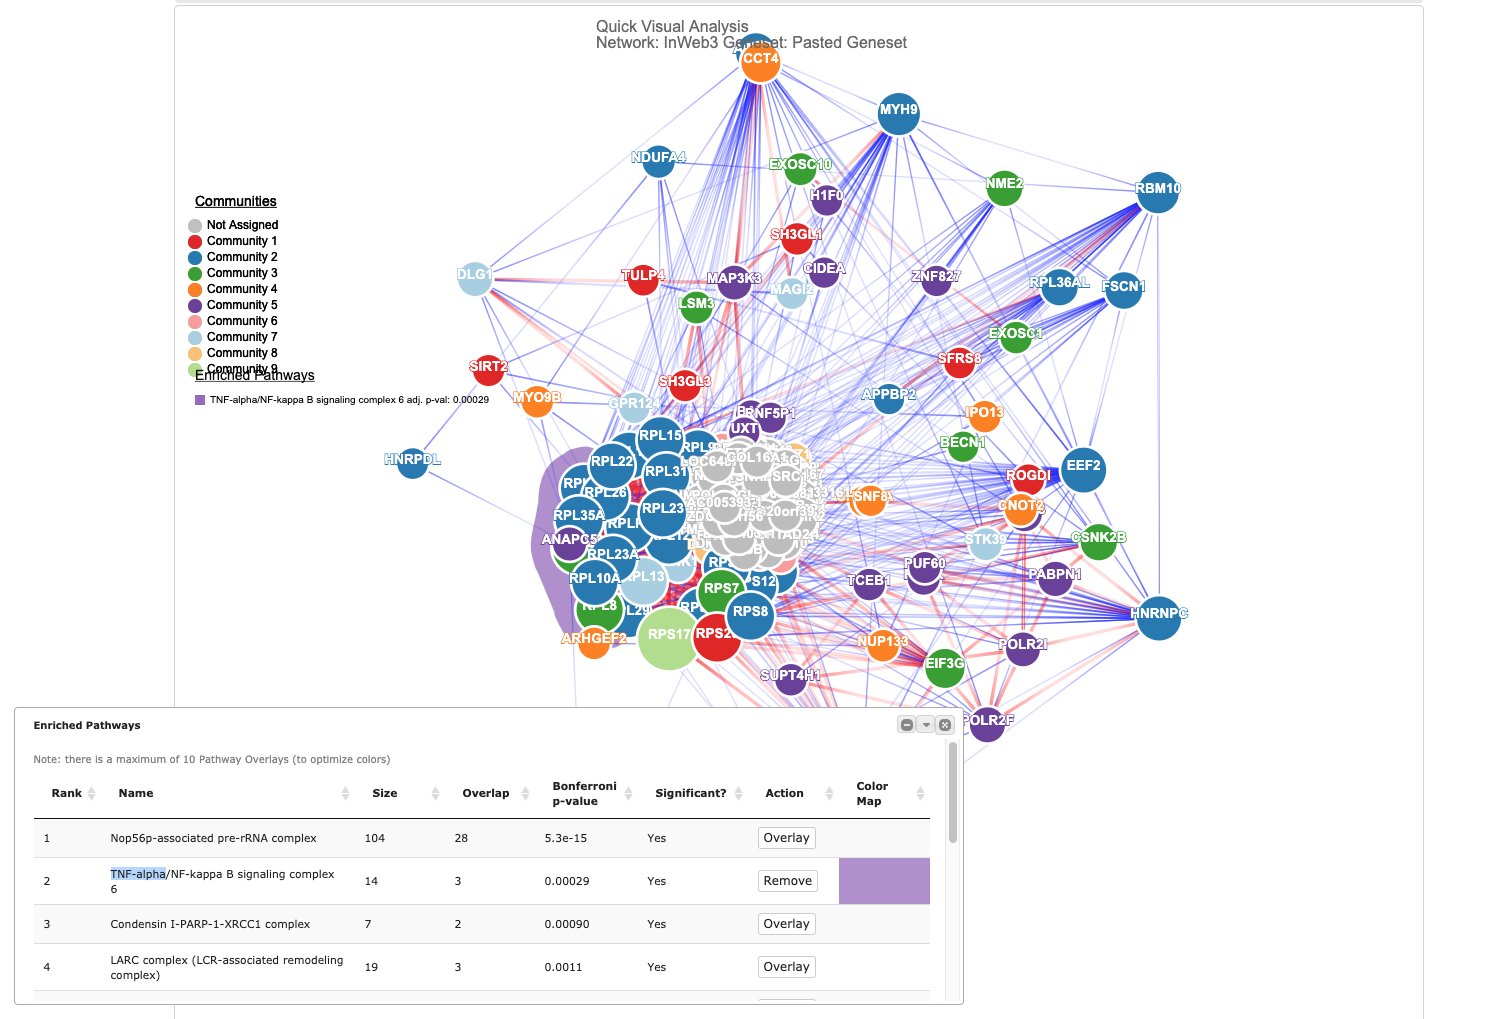 Quick Visual Analysis
Network: InWeb3 Geneset: Pasted Geneset
CCT4
MYH9
NDUFA4
EXOSC10
NME2
RBM10
H1F0
Communities
Not Assigned
Community 1
Community 2
Community 3
Community 4
Community 5
Community 6
Community 7
Community 8
Community 9
Enriched Pathways
TNF-alpha/NF-kappa B signaling complex 6 adj. p-val: 0.00029
SH3GL1
DLG1
TULP4
MAP3K3
CIDEA
MAGI2
ZNF827
RPL36AL
FSCN1
LSM3
EXOSC1
SFRS8
SIRT2
SH3GL3
MYO9B
GPR124
APPBP2
IPO13
RNF5P1
UXT
BECN1
RPL15
HNRPDL
RPL22
RPL31
COL16A1
EEF2
ROGDI
RPL26
RPL23
CNOT2
RPL35A
ANAPC5
STK39
CSNK2B
RPL23A
PUF60
RPL10A
TCEB1
PABPN1
RPS7
RPS8
RPL8
HNRNPC
ARHGEF2
RPS17
NUP133
POLR2I
EIF3G
SUPT4H1
POLR2F
Enriched Pathways
Note: there is a maximum of 10 Pathway Overlays (to optimize colors)
Rank Name Size Overlap Bonferroni p-value Significant? Action Color Map
1 Nop56p-associated pre-rRNA complex 104 28 5.3e-15 Yes Overlay
2 TNF-alpha/NF-kappa B signaling complex 6 14 3 0.00029 Yes Remove
3 Condensin I-PARP-1-XRCC1 complex 7 2 0.00090 Yes Overlay
4 LARC complex (LCR-associated remodeling complex) 19 3 0.0011 Yes Overlay